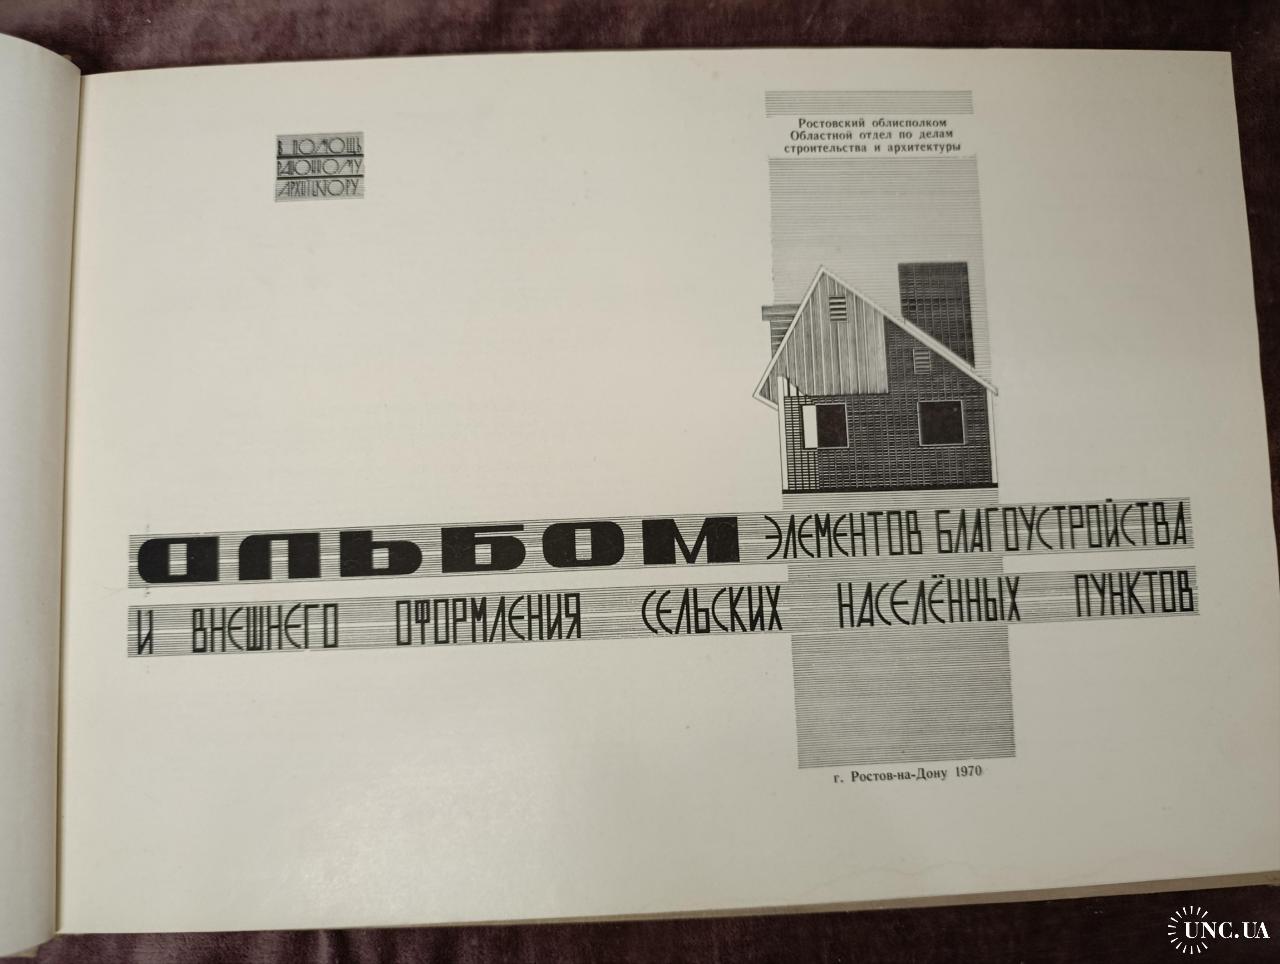 В ПОМОЩЬ
РАЙОННОМУ
АРХИТЕКТОРУ
Ростовский облисполком
Областной отдел по делам
строительства и архитектуры
АЛЬБОМ ЭЛЕМЕНТОВ БЛАГОУСТРОЙСТВА
И ВНЕШНЕГО ОФОРМЛЕНИЯ СЕЛЬСКИХ НАСЕЛЁННЫХ ПУНКТОВ
г. Ростов-на-Дону 1970
UNC.UA